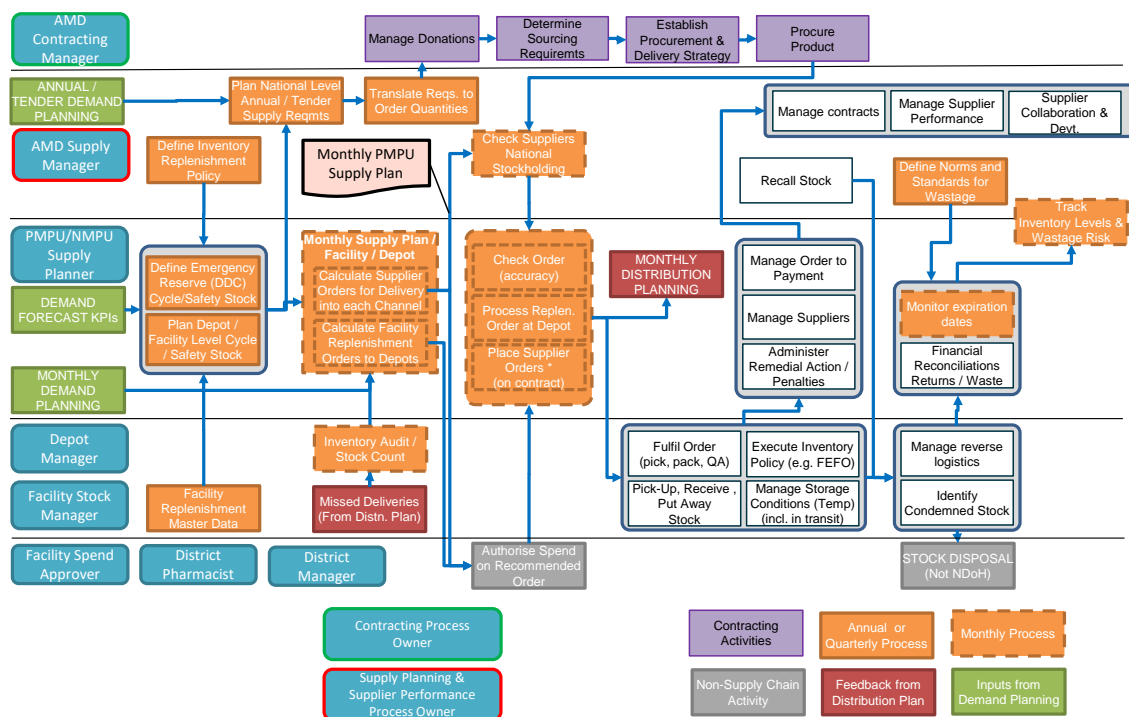 AMD
Contracting
Manager
Manage Donations
Determine
Sourcing
Requiremts
Establish
Procurement &
Delivery Strategy
Procure
Product
ANNUAL /
TENDER DEMAND
PLANNING
Plan National Level
Annual / Tender
Supply Reqmts
Translate Reqs. to
Order Quantities
Manage contracts
Manage Supplier
Performance
Supplier
Collaboration &
Devt.
AMD Supply
Manager
Define Inventory
Replenishment
Policy
Monthly PMPU
Supply Plan
Check Suppliers
National
Stockholding
Recall Stock
Define Norms and
Standards for
Wastage
Track
Inventory Levels &
Wastage Risk
PMPU/NMPU
Supply
Planner
Define Emergency
Reserve (DDC)
Cycle/Safety Stock
Monthly Supply Plan /
Facility / Depot
Calculate Supplier
Orders for Delivery
into each Channel
Check Order
(accuracy)
MONTHLY
DISTRIBUTION
PLANNING
Manage Order to
Payment
DEMAND
FORECAST KPIs
Plan Depot /
Facility Level Cycle
/ Safety Stock
Calculate Facility
Replenishment
Orders to Depots
Process Replen.
Order at Depot
Manage Suppliers
Monitor expiration
dates
MONTHLY
DEMAND
PLANNING
Place Supplier
Orders *
(on contract)
Administer
Remedial Action /
Penalties
Financial
Reconciliations
Returns / Waste
Depot
Manager
Inventory Audit /
Stock Count
Fulfil Order
(pick, pack, QA)
Execute Inventory
Policy (e.g. FEFO)
Manage reverse
logistics
Facility Stock
Manager
Facility
Replenishment
Master Data
Missed Deliveries
(From Distn. Plan)
Pick-Up, Receive ,
Put Away
Stock
Manage Storage
Conditions (Temp)
(incl. in transit)
Identify
Condemned Stock
Facility Spend
Approver
District
Pharmacist
District
Manager
Authorise Spend
on Recommended
Order
STOCK DISPOSAL
(Not NDoH)
Contracting Process
Owner
Contracting
Activities
Annual or
Quarterly Process
Monthly Process
Supply Planning &
Supplier Performance
Process Owner
Non-Supply Chain
Activity
Feedback from
Distribution Plan
Inputs from
Demand Planning